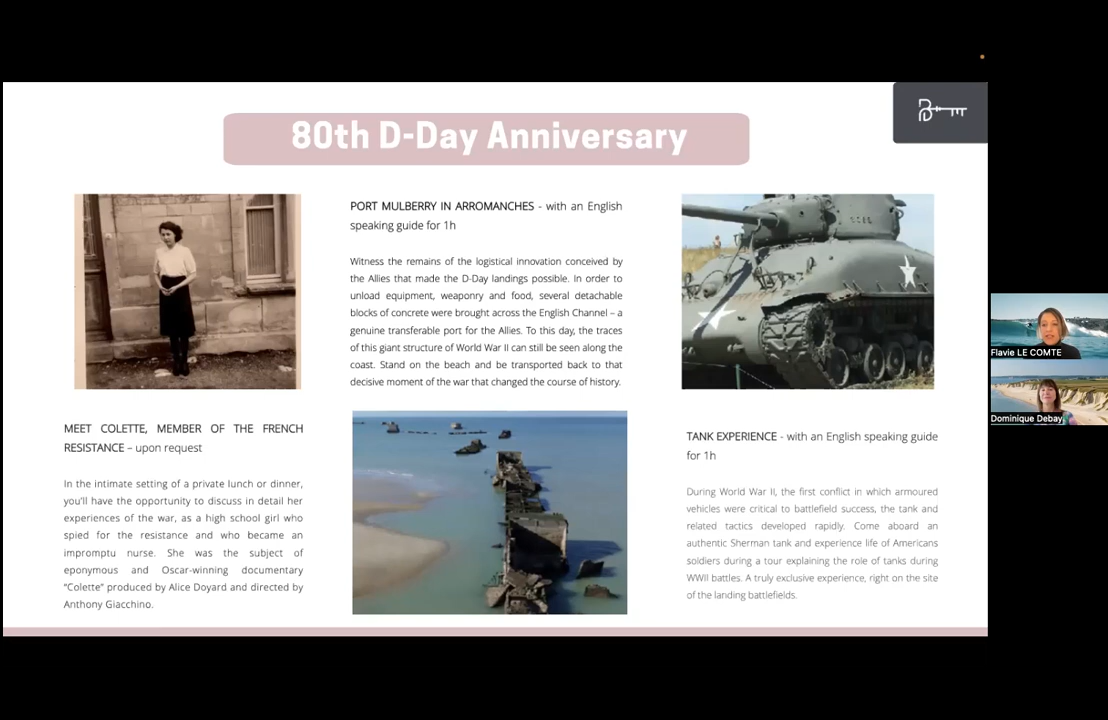 80th D-Day Anniversary
PORT MULBERRY IN ARROMANCHES - with an English
speaking guide for 1h
Witness the remains of the logistical innovation conceived by
the Allies that made the D-Day landings possible. In order to
unload equipment, weaponry and food, several detachable
blocks of concrete were brought across the English Channel – a
genuine transferable port for the Allies. To this day, the traces
of this giant structure of World War II can still be seen along the
coast. Stand on the beach and be transported back to that
decisive moment of the war that changed the course of history.
MEET COLETTE, MEMBER OF THE FRENCH
RESISTANCE – upon request
In the intimate setting of a private lunch or dinner,
you'll have the opportunity to discuss in detail her
experiences of the war, as a high school girl who
spied for the resistance and who became an
impromptu nurse. She was the subject of
eponymous and Oscar-winning documentary
"Colette" produced by Alice Doyard and directed by
Anthony Giacchino.
TANK EXPERIENCE - with an English speaking guide
for 1h
During World War II, the first conflict in which armoured
vehicles were critical to battlefield success, the tank and
related tactics developed rapidly. Come aboard an
authentic Sherman tank and experience life of Americans
soldiers during a tour explaining the role of tanks during
WWII battles. A truly exclusive experience, right on the site
of the landing battlefields.
Flavie LE COMTE
Dominique Debay